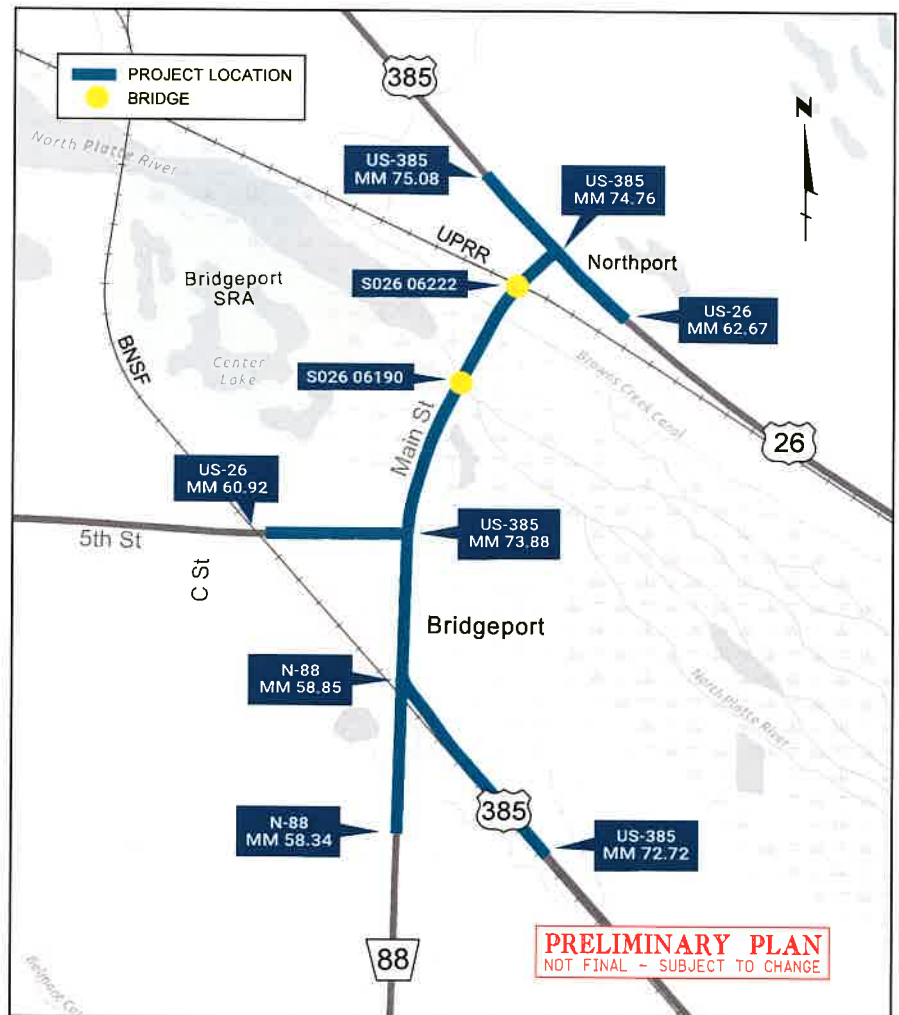 385
PROJECT LOCATION
BRIDGE
N
North Platte River
US-385
MM 75.08
US-385
MM 74.76
UPRR
Northport
Bridgeport
SRA
S026 06222
US-26
MM 62.67
BNSF
Center
Lake
S026 06190
Browns Creek Canal
Main St
26
US-26
MM 60.92
5th St
US-385
MM 73.88
C St
Bridgeport
N-88
MM 58.85
North Platte River
385
N-88
MM 58.34
US-385
MM 72.72
PRELIMINARY PLAN
NOT FINAL - SUBJECT TO CHANGE
88